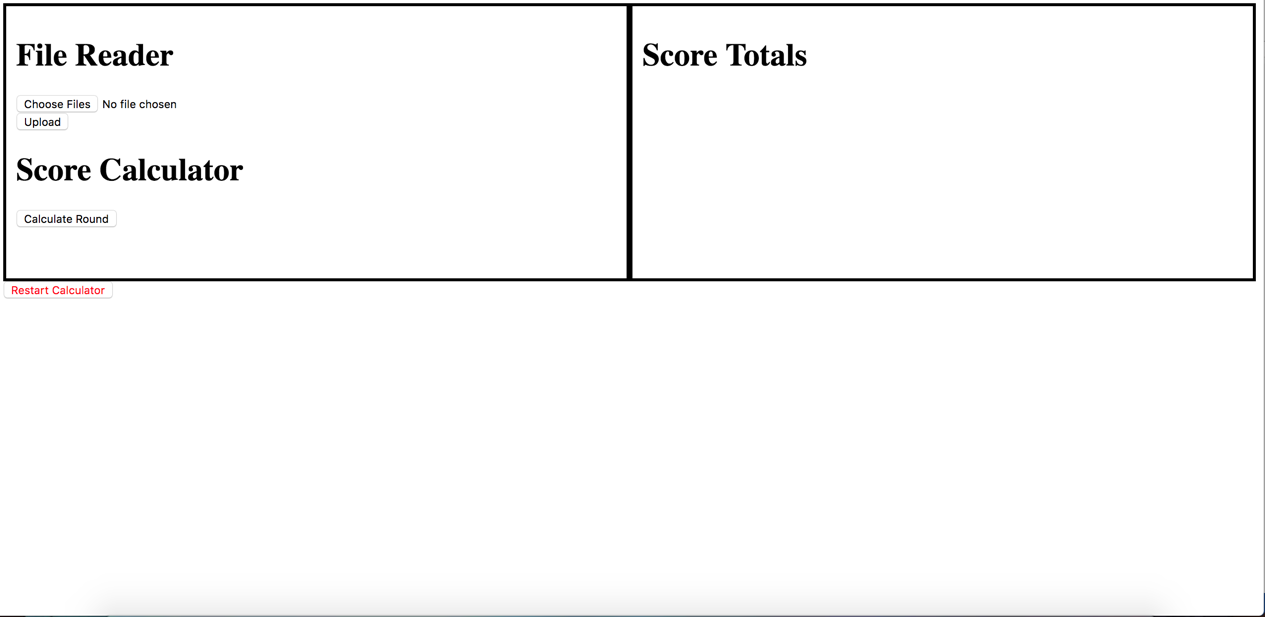 File Reader
Choose Files No file chosen
Upload
Score Calculator
Calculate Round
Score Totals
Restart Calculator